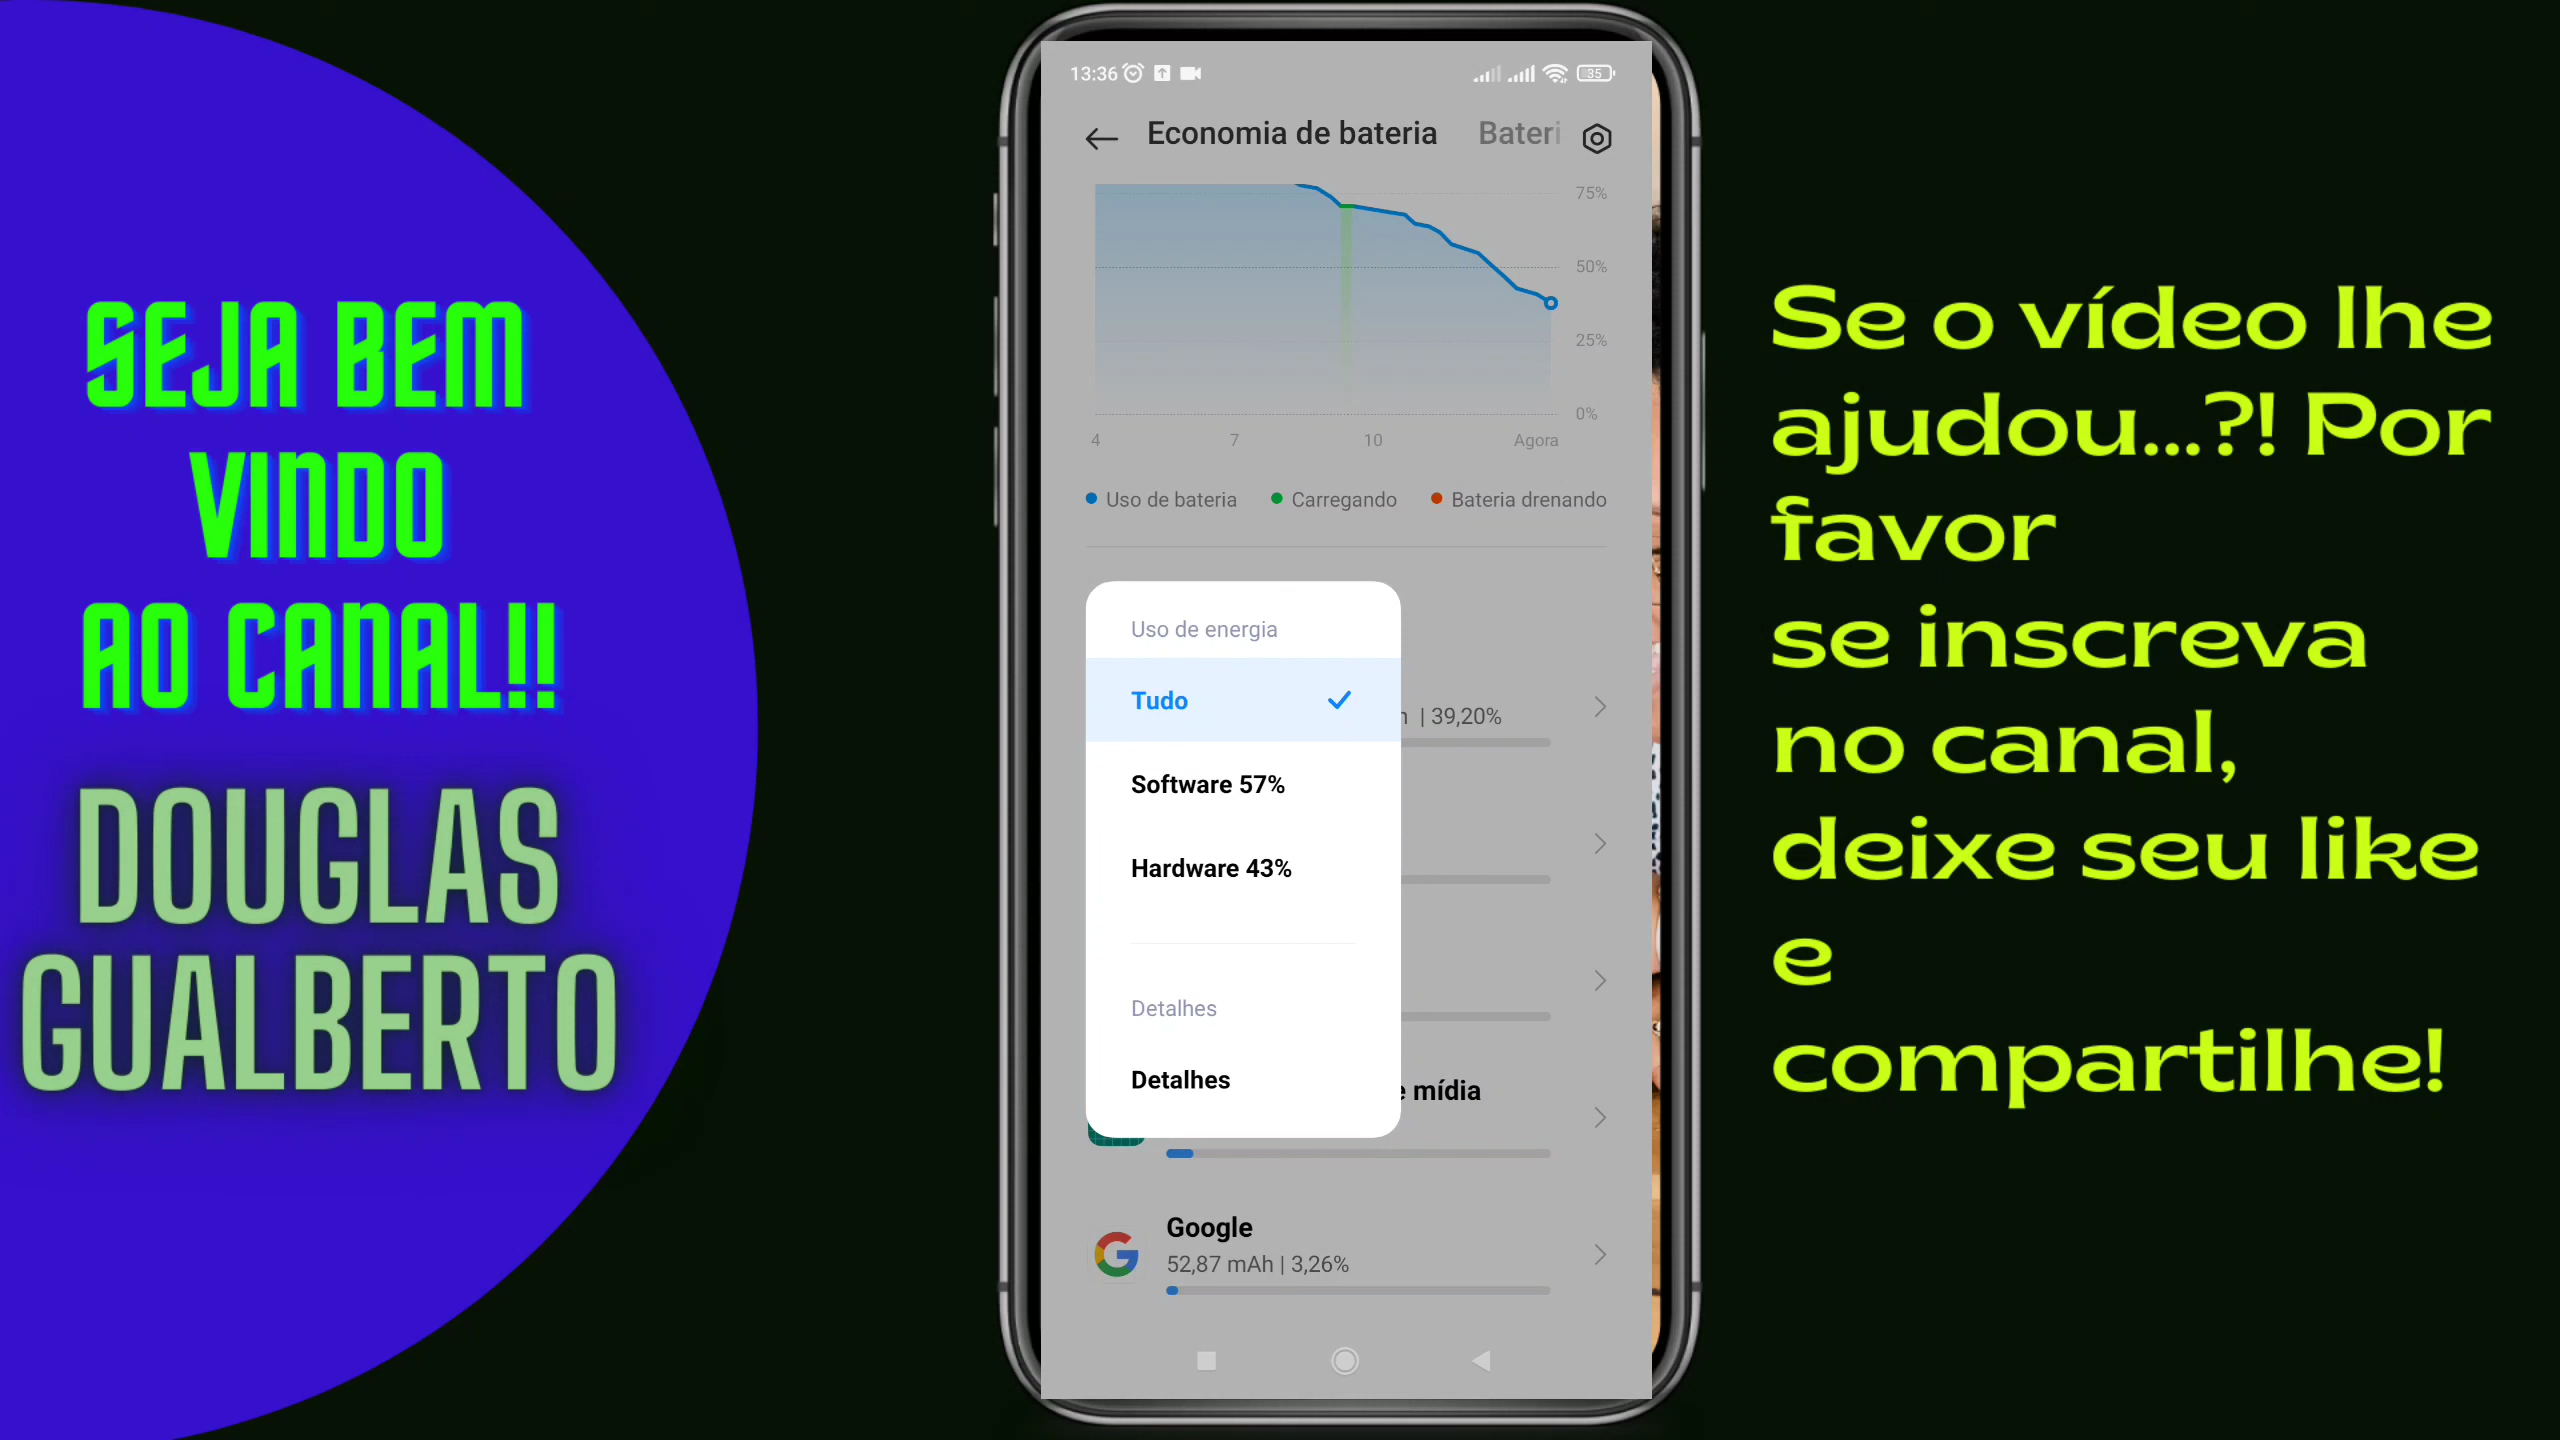 SEJA BEM
VINDO
AO CANAL!!
DOUGLAS
GUALBERTO
13:36
35
Economia de bateria
Bateri
75%
50%
25%
0%
4 7 10 Agora
Uso de bateria Carregando Bateria drenando
Uso de energia
Tudo
| 39,20%
Software 57%
Hardware 43%
Detalhes
Detalhes
e mídia
Google
52,87 mAh | 3,26%
Se o vídeo lhe
ajudou...?! Por
favor
se inscreva
no canal,
deixe seu like
e
compartilhe!